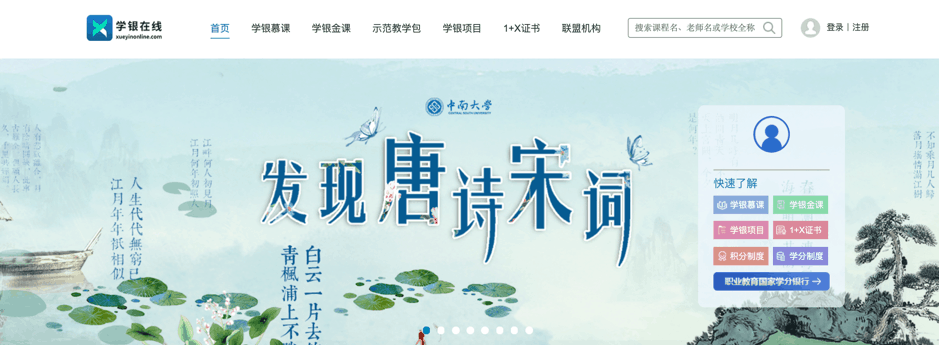 学银在线
xueyinonline.com
首页
学银慕课
学银金课
示范教学包
学银项目
1+X证书
联盟机构
搜索课程名、老师名或学校全称
登录 | 注册
中南大学
CENTRAL SOUTH UNIVERSITY
发现唐诗宋词
人生代代無窮已
江月年年祇相似
江畔何人初見月
江月何年初照人
白云一片去
青楓浦上不
不知乘月几人歸
落月摇情滿江樹
快速了解
学银慕课
学银金课
学银项目
1+X证书
积分制度
学分制度
职业教育国家学分银行